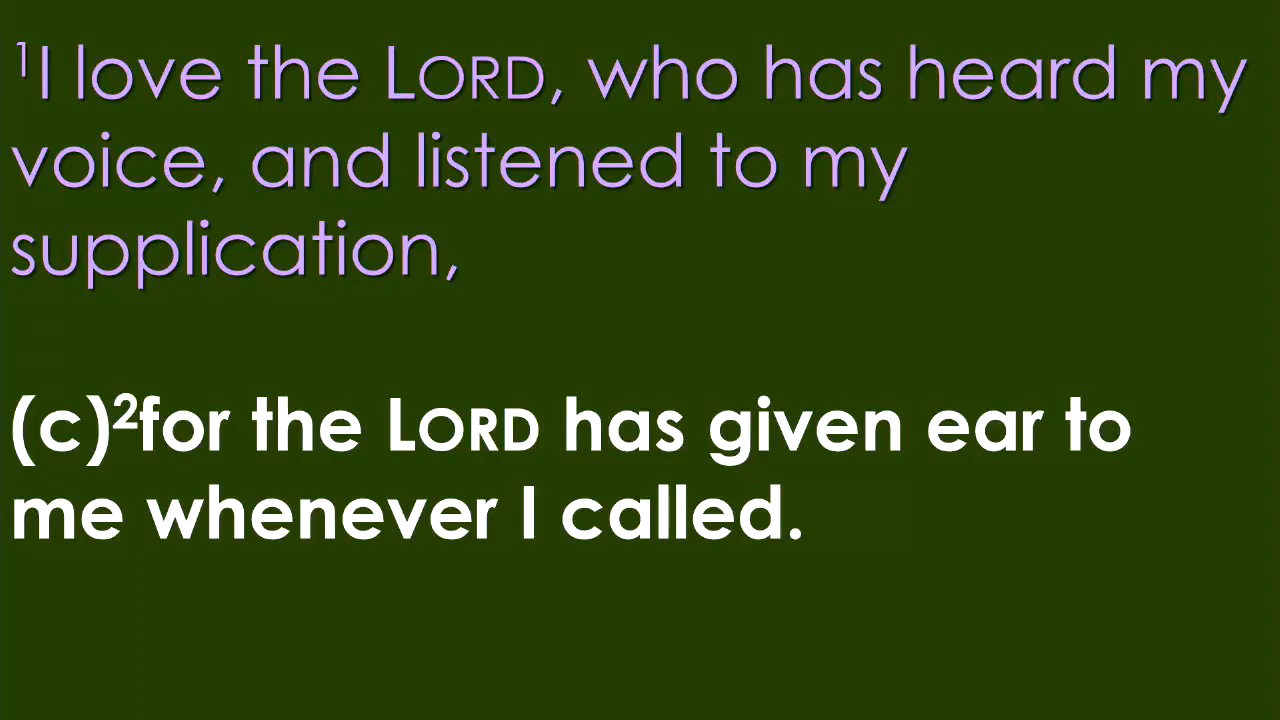 ¹I love the LORD, who has heard my
voice, and listened to my
supplication,
(c)²for the LORD has given ear to
me whenever I called.